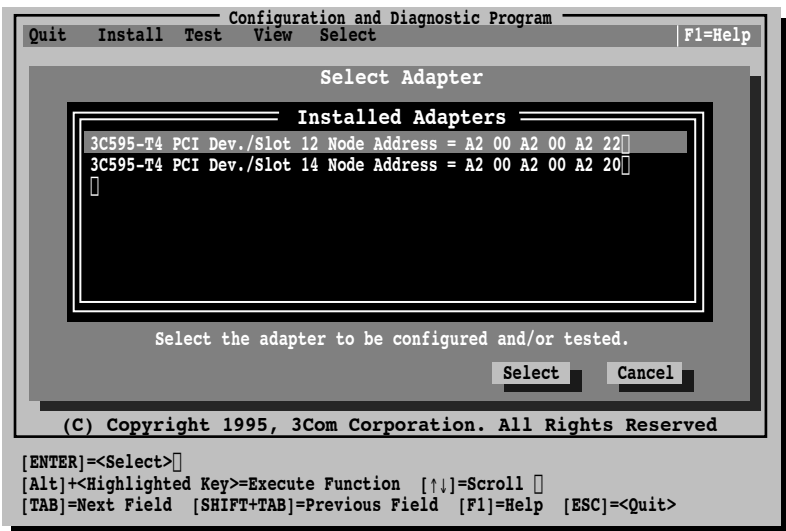 Configuration and Diagnostic Program
Quit Install Test View Select F1=Help
Select Adapter
Installed Adapters
3C595-T4 PCI Dev./Slot 12 Node Address = A2 00 A2 00 A2 22▯
3C595-T4 PCI Dev./Slot 14 Node Address = A2 00 A2 00 A2 20▯
▯
Select the adapter to be configured and/or tested.
Select Cancel
(C) Copyright 1995, 3Com Corporation. All Rights Reserved
[ENTER]=<Select>▯
[Alt]+<Highlighted Key>=Execute Function [↑↓]=Scroll ▯
[TAB]=Next Field [SHIFT+TAB]=Previous Field [F1]=Help [ESC]=<Quit>